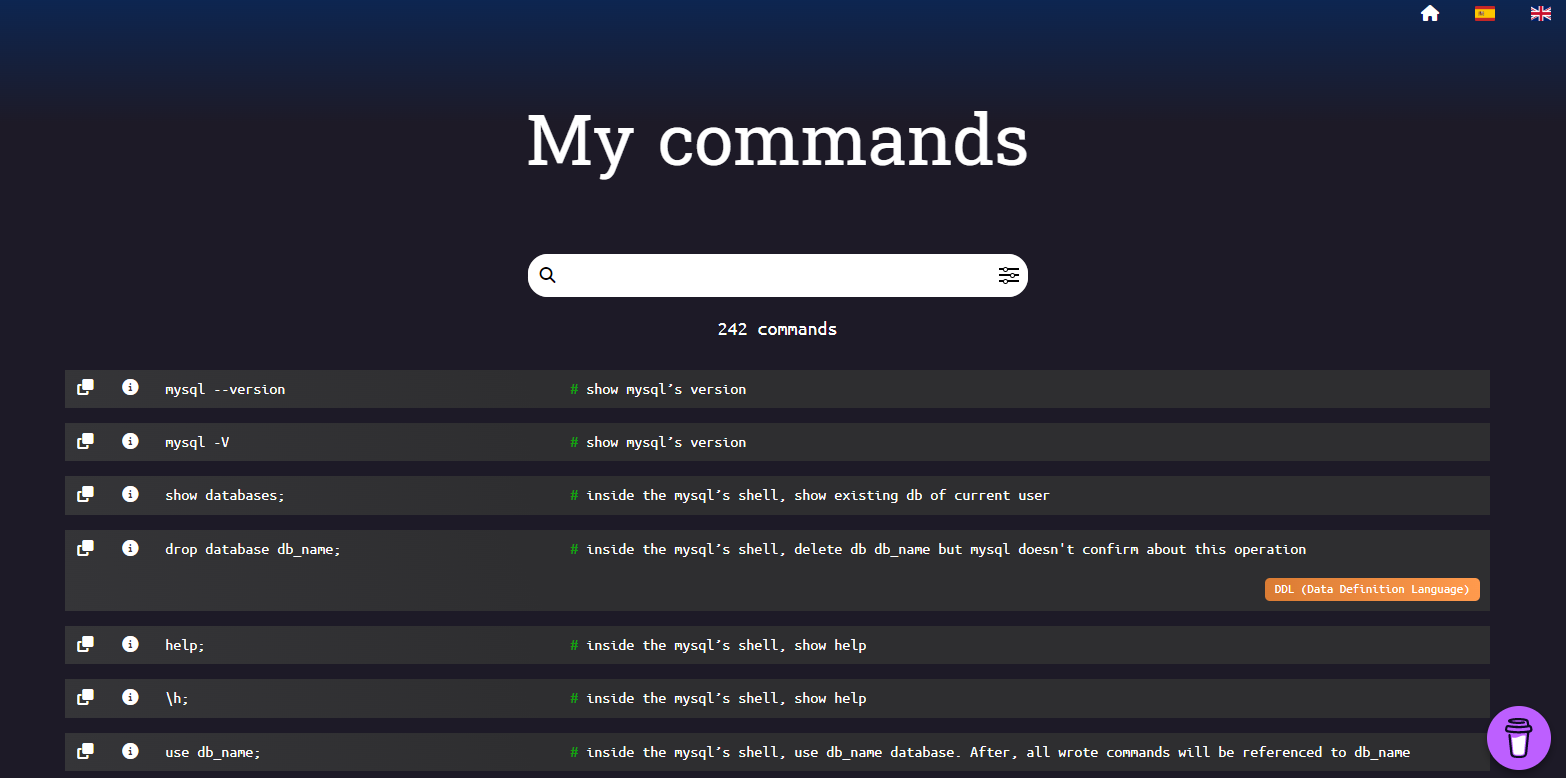 My commands
242 commands
mysql --version # show mysql’s version
mysql -V # show mysql’s version
show databases; # inside the mysql’s shell, show existing db of current user
drop database db_name; # inside the mysql’s shell, delete db db_name but mysql doesn't confirm about this operation
DDL (Data Definition Language)
help; # inside the mysql’s shell, show help
\h; # inside the mysql’s shell, show help
use db_name; # inside the mysql’s shell, use db_name database. After, all wrote commands will be referenced to db_name